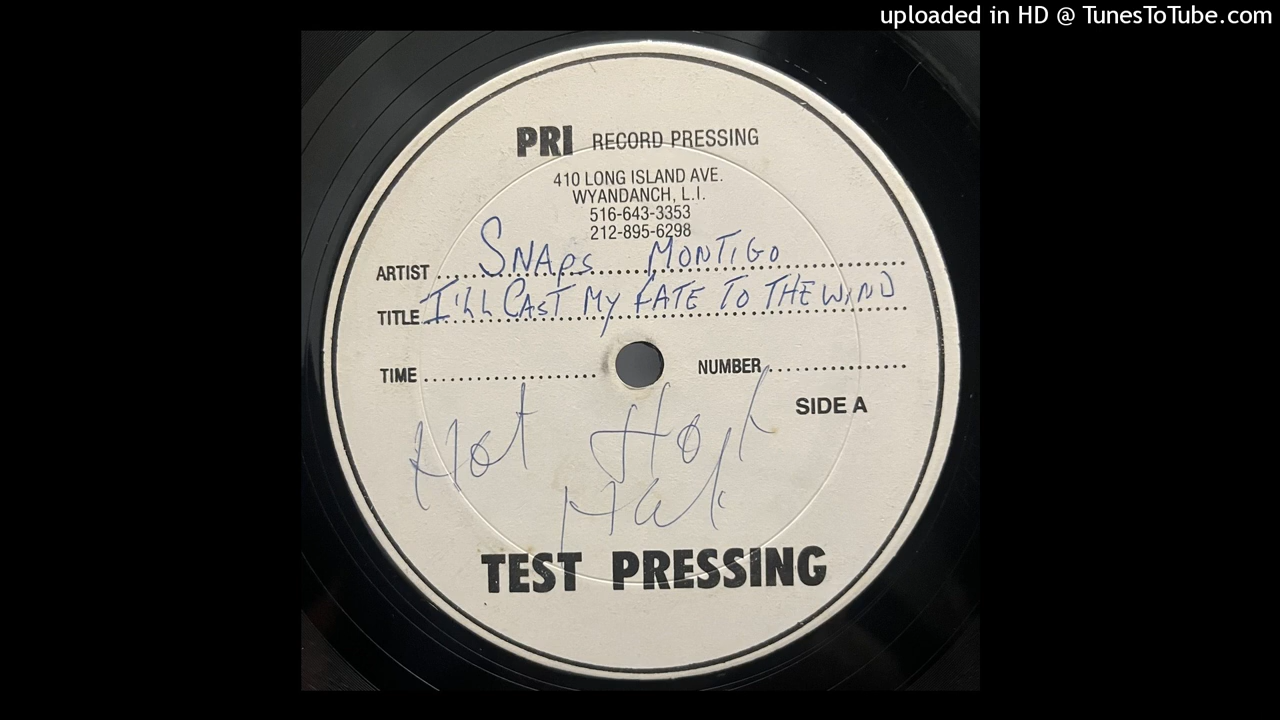 uploaded in HD @ TunesToTube.com
PRI RECORD PRESSING
410 LONG ISLAND AVE.
WYANDANCH, L.I.
516-643-3353
212-895-6298
ARTIST SNAPS MONTIGO
TITLE I'LL CAST MY FATE TO THE WIND
TIME NUMBER
SIDE A
Hot Hot
TEST PRESSING